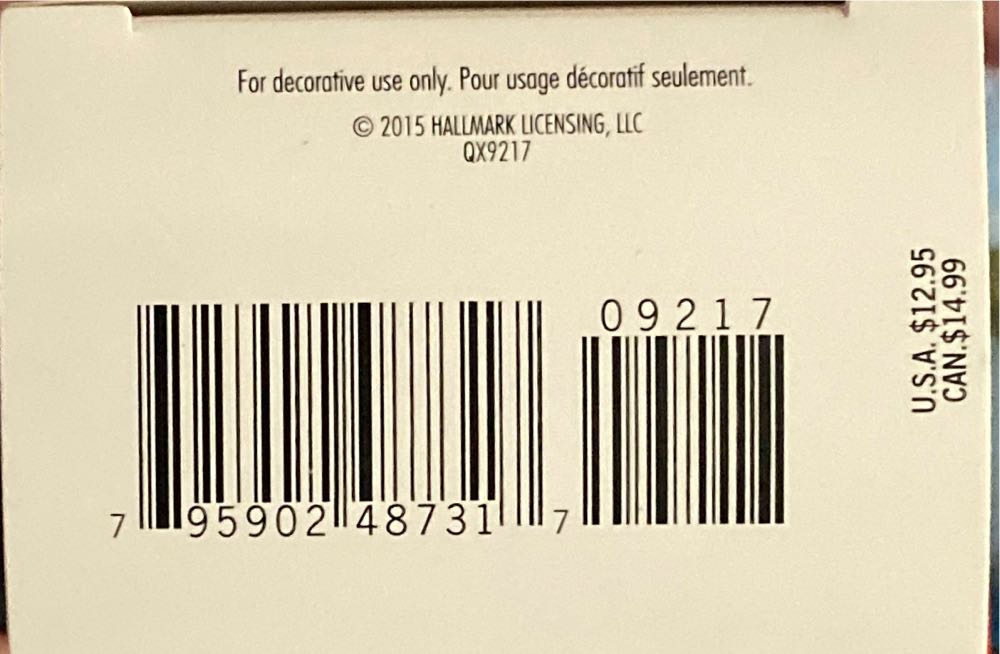 For decorative use only. Pour usage décoratif seulement.
© 2015 HALLMARK LICENSING, LLC
QX9217
09217
7 95902 48731 7
U.S.A. $12.95
CAN.$14.99